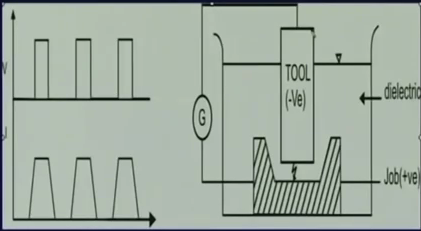 V
I
G
TOOL
(-Ve)
dielectric
Job(+ve)